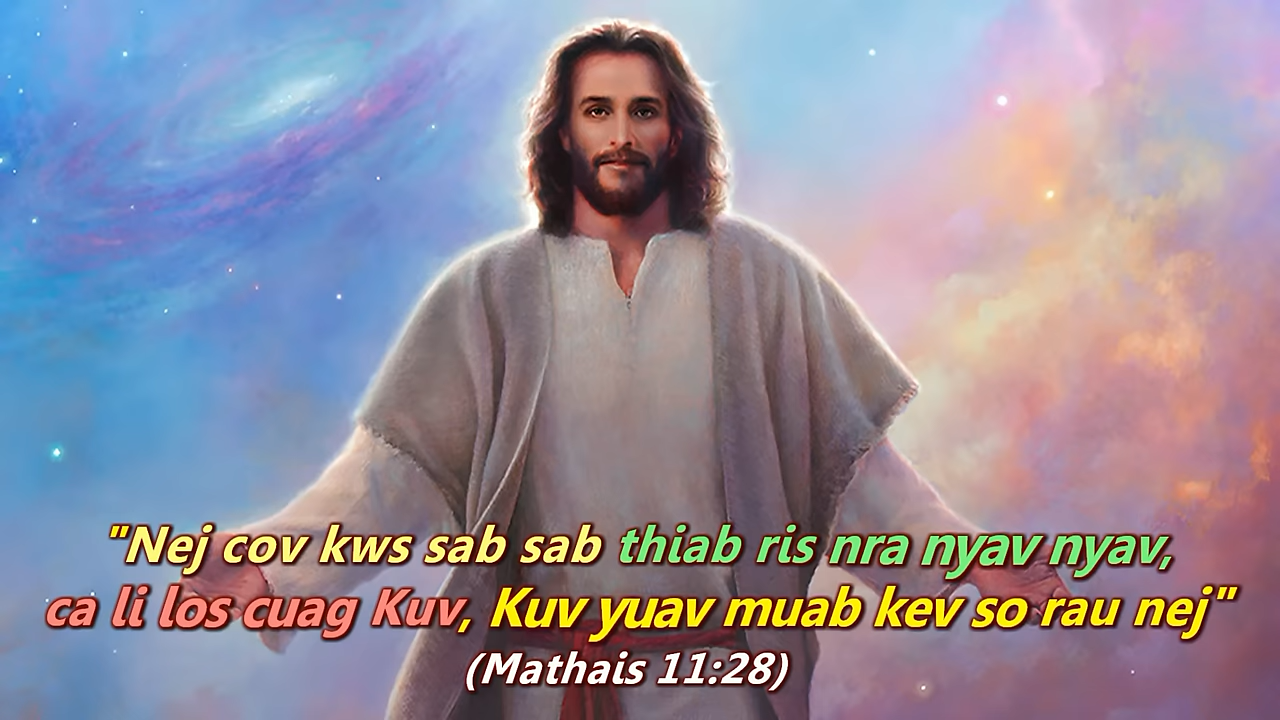 "Nej cov kws sab sab thiab ris nra nyav nyav,
ca li los cuag Kuv, Kuv yuav muab kev so rau nej"
(Mathais 11:28)